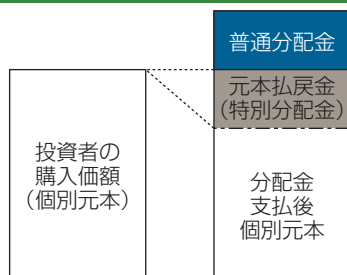 普通分配金
元本払戻金
（特別分配金）
投資者の
購入価額
（個別元本）
分配金
支払後
個別元本